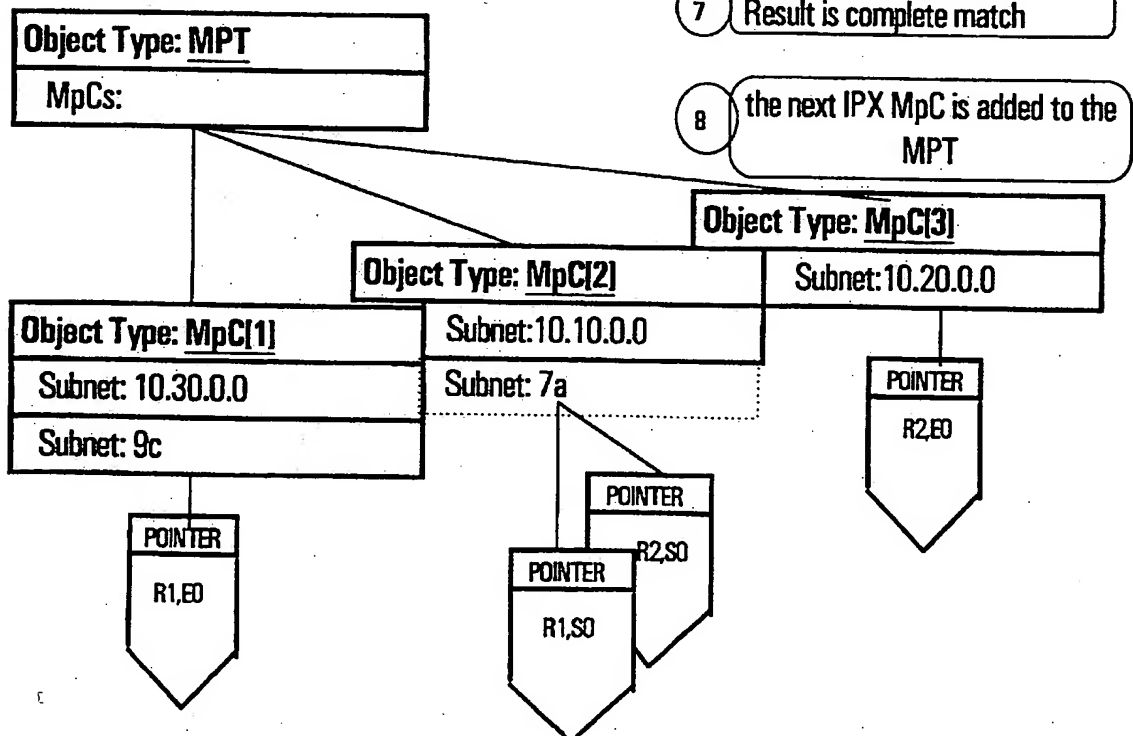 7 Result is complete match
Object Type: MPT
MpCs:
8 the next IPX MpC is added to the
MPT
Object Type: MpC[3]
Subnet:10.20.0.0
Object Type: MpC[2]
Subnet:10.10.0.0
Subnet: 7a
Object Type: MpC[1]
Subnet: 10.30.0.0
Subnet: 9c
POINTER
R2,E0
POINTER
R2,S0
POINTER
R1,E0
POINTER
R1,S0